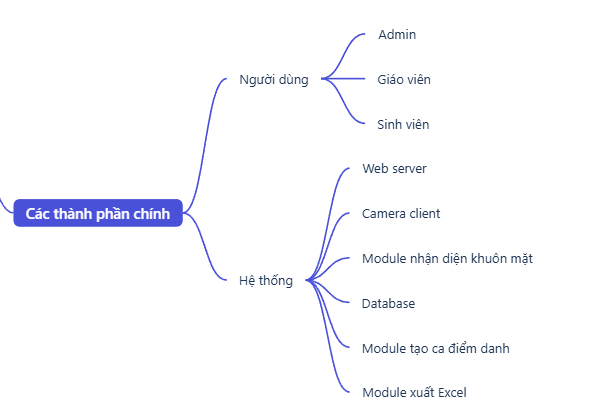 Các thành phần chính
Người dùng
Admin
Giáo viên
Sinh viên
Hệ thống
Web server
Camera client
Module nhận diện khuôn mặt
Database
Module tạo ca điểm danh
Module xuất Excel